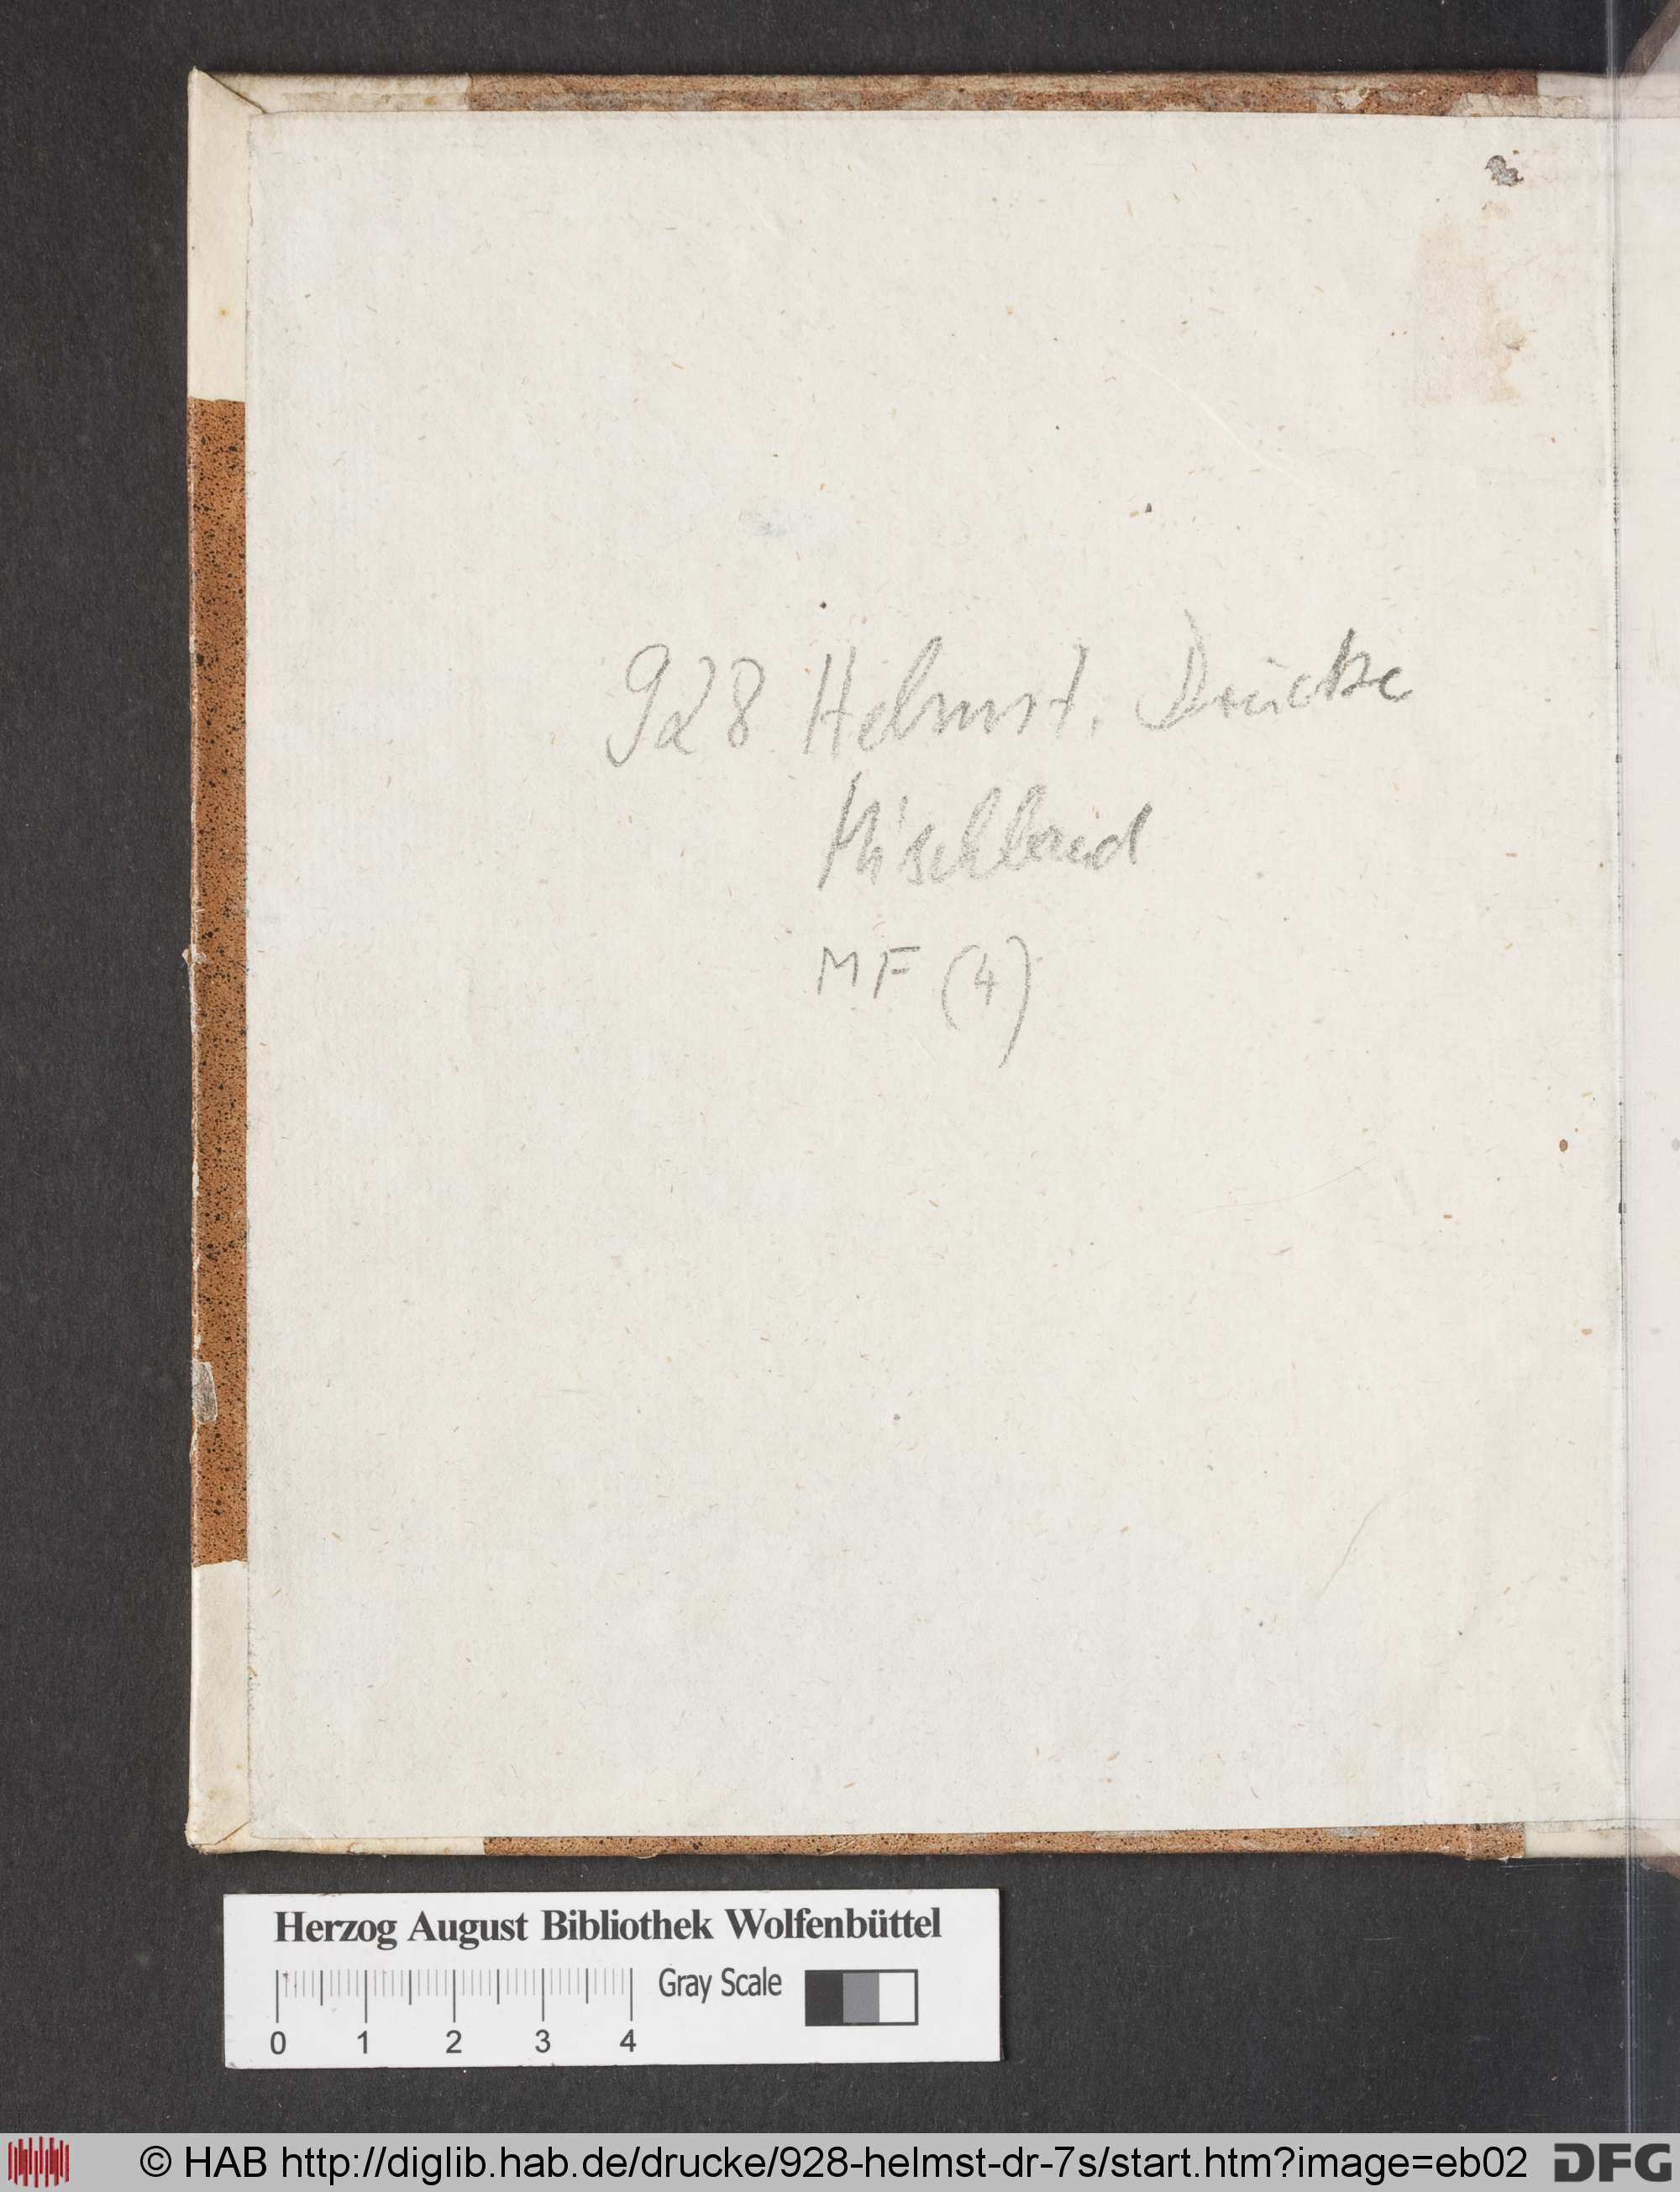 928 Helmst. Drucke
Mischband
MF (4)
Herzog August Bibliothek Wolfenbüttel
Gray Scale
0 1 2 3 4
© HAB http://diglib.hab.de/drucke/928-helmst-dr-7s/start.htm?image=eb02
DFG